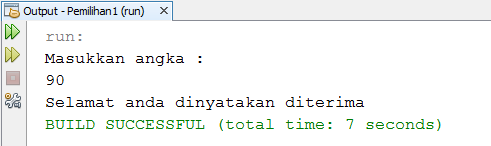 Output - Pemilihan1 (run)
run:
Masukkan angka :
90
Selamat anda dinyatakan diterima
BUILD SUCCESSFUL (total time: 7 seconds)